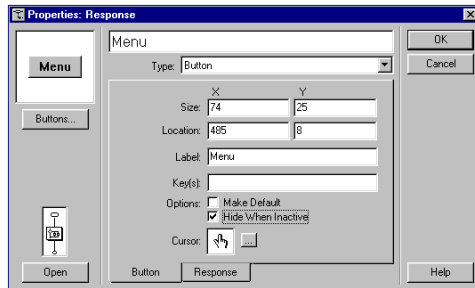 Properties: Response
Menu
OK
Menu
Type: Button
Cancel
X Y
Size: 74 25
Buttons...
Location: 485 8
Label: Menu
Key(s):
Options: Make Default
Hide When Inactive
Cursor: ...
Open
Button Response
Help